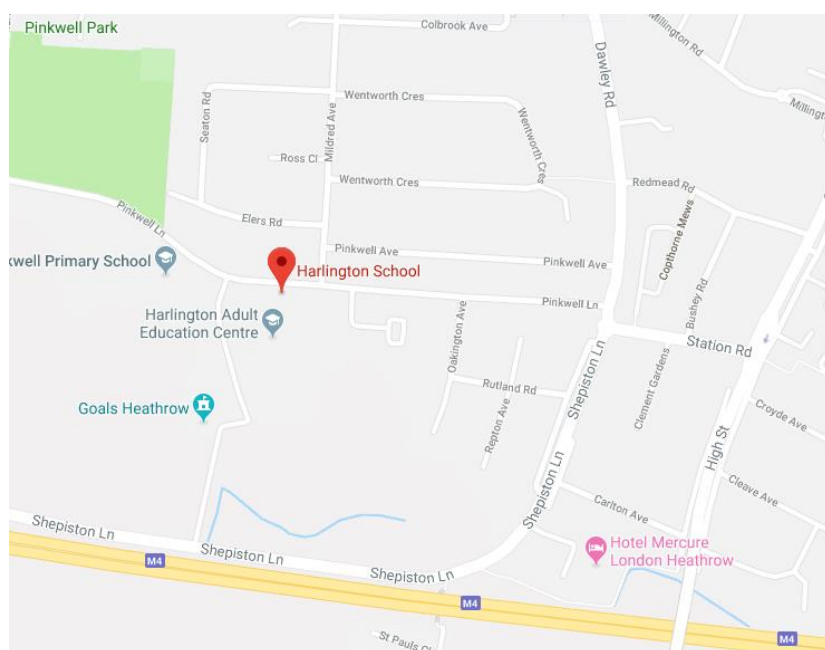 Pinkwell Park
Colbrook Ave
Millington Rd
Dawley Rd
Millingt
Seaton Rd
Wentworth Cres
Mildred Ave
Wentworth Cres
Ross Cl
Wentworth Cres
Redmead Rd
Pinkwell Ln
Elers Rd
Copthorne Mews
Pinkwell Ave
Pinkwell Ave
kwell Primary School
Harlington School
Bushey Rd
Pinkwell Ln
Harlington Adult
Education Centre
Oakington Ave
Station Rd
Shepiston Ln
Clement Gardens
Rutland Rd
Goals Heathrow
Repton Ave
Croyde Ave
High St
Shepiston Ln
Cleave Ave
Carlton Ave
Shepiston Ln
Shepiston Ln
Hotel Mercure
London Heathrow
M4
Shepiston Ln
M4
M4
St Pauls Cl